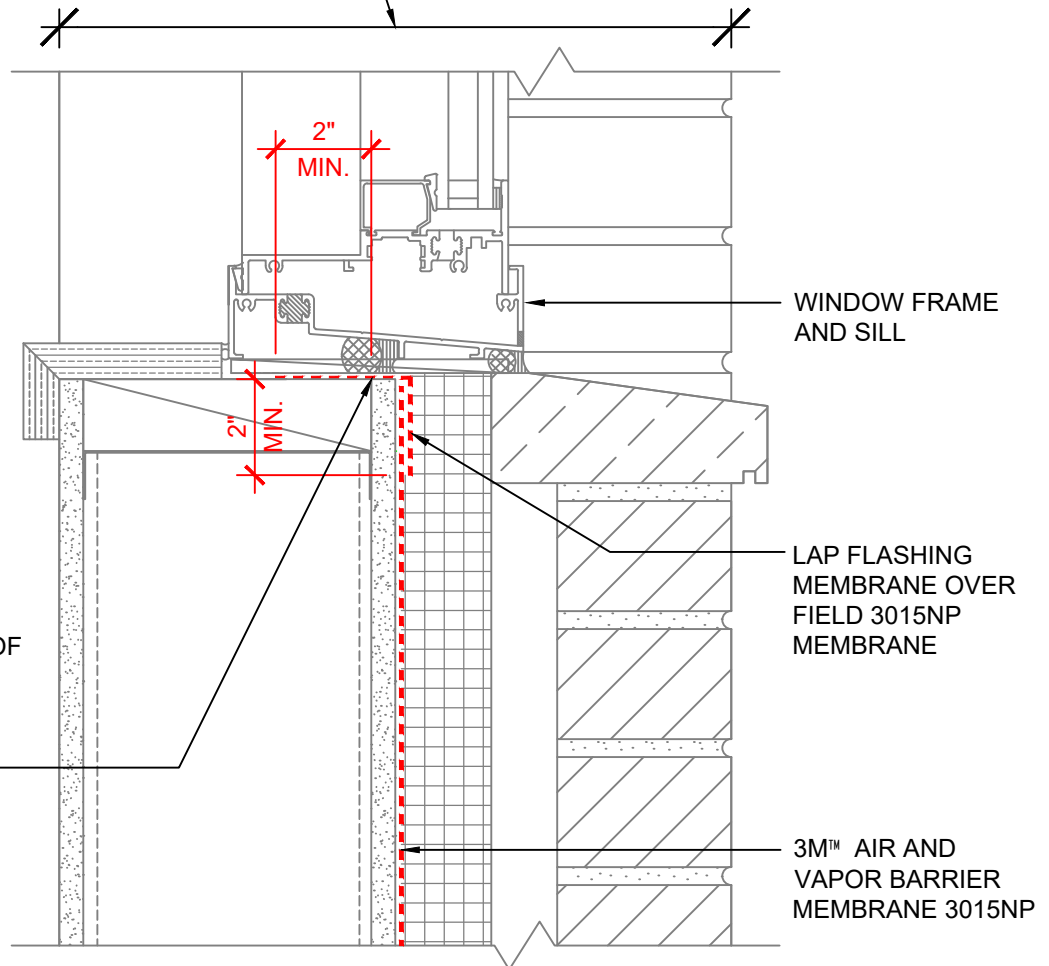 2"
MIN.
WINDOW FRAME
AND SILL
2"
MIN.
LAP FLASHING
MEMBRANE OVER
FIELD 3015NP
MEMBRANE
OF
3M™ AIR AND
VAPOR BARRIER
MEMBRANE 3015NP